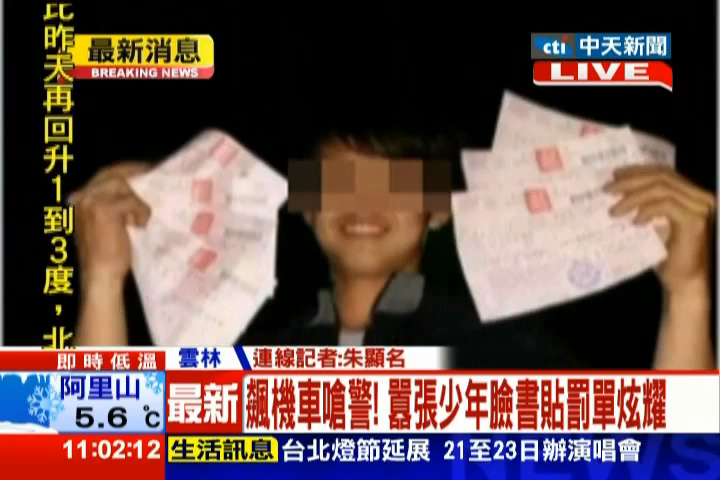 比昨天再回升1到3度，北
最新消息
BREAKING NEWS
cti 中天新聞
LIVE
即時低溫
阿里山
5.6 ℃
11:02:12
雲林
連線記者:朱顯名
最新
飆機車嗆警! 囂張少年臉書貼罰單炫耀
生活訊息
台北燈節延展 21至23日辦演唱會
NEWS